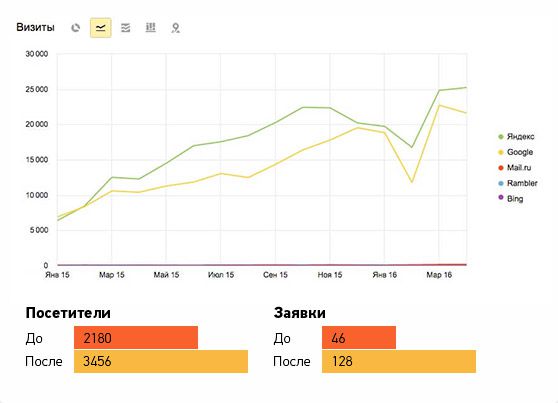 Визиты
30 000
25 000
20 000
15 000
10 000
5 000
0
Янв 15 Мар 15 Май 15 Июл 15 Сен 15 Ноя 15 Янв 16 Мар 16
Яндекс
Google
Mail.ru
Rambler
Bing
Посетители
До 2180
После 3456
Заявки
До 46
После 128